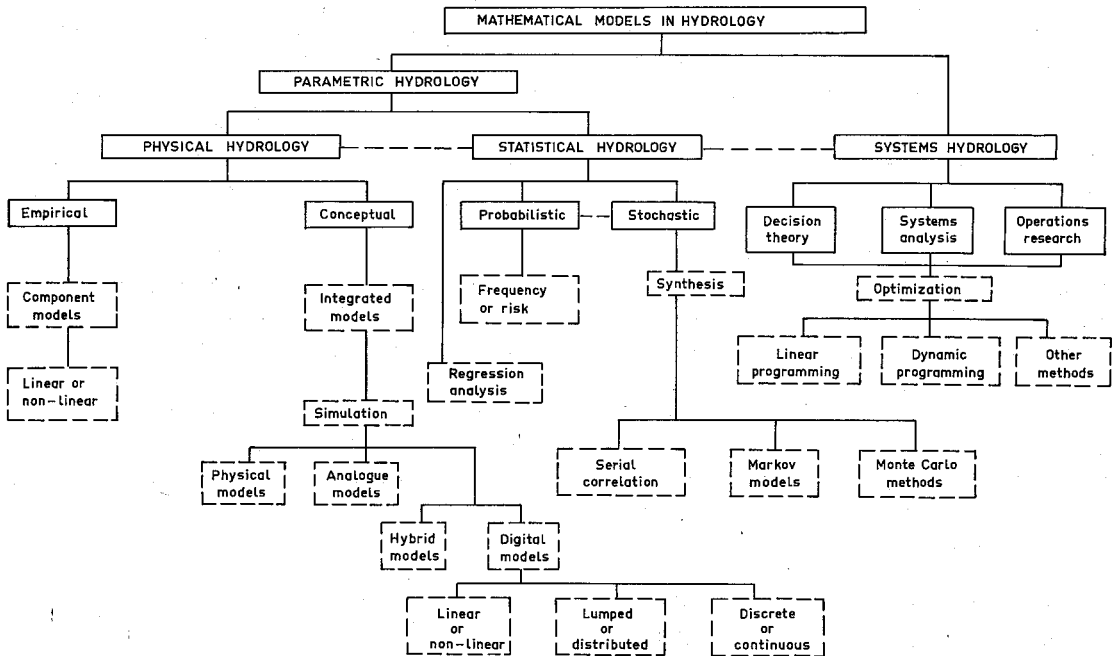 MATHEMATICAL MODELS IN HYDROLOGY
PARAMETRIC HYDROLOGY
PHYSICAL HYDROLOGY
STATISTICAL HYDROLOGY
SYSTEMS HYDROLOGY
Empirical
Conceptual
Probabilistic
Stochastic
Decision
theory
Systems
analysis
Operations
research
Component
models
Integrated
models
Frequency
or risk
Synthesis
Optimization
Linear or
non-linear
Regression
analysis
Linear
programming
Dynamic
programming
Other
methods
Simulation
Physical
models
Analogue
models
Serial
correlation
Markov
models
Monte Carlo
methods
Hybrid
models
Digital
models
Linear
or
non-linear
Lumped
or
distributed
Discrete
or
continuous